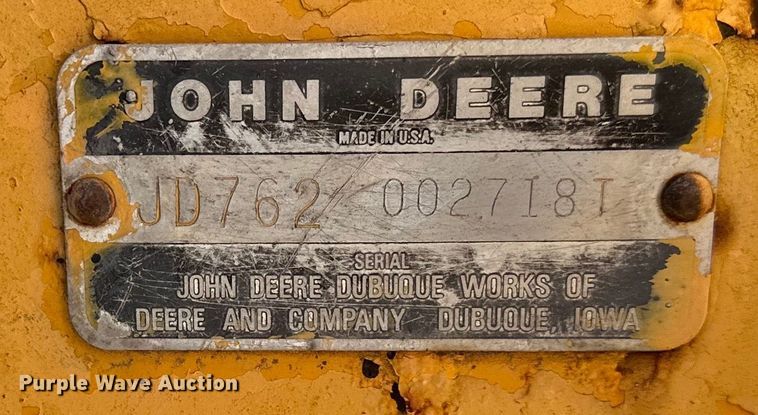 JOHN DEERE
MADE IN U.S.A.
JD762 002718T
SERIAL
JOHN DEERE DUBUQUE WORKS OF
DEERE AND COMPANY DUBUQUE, IOWA
Purple Wave Auction